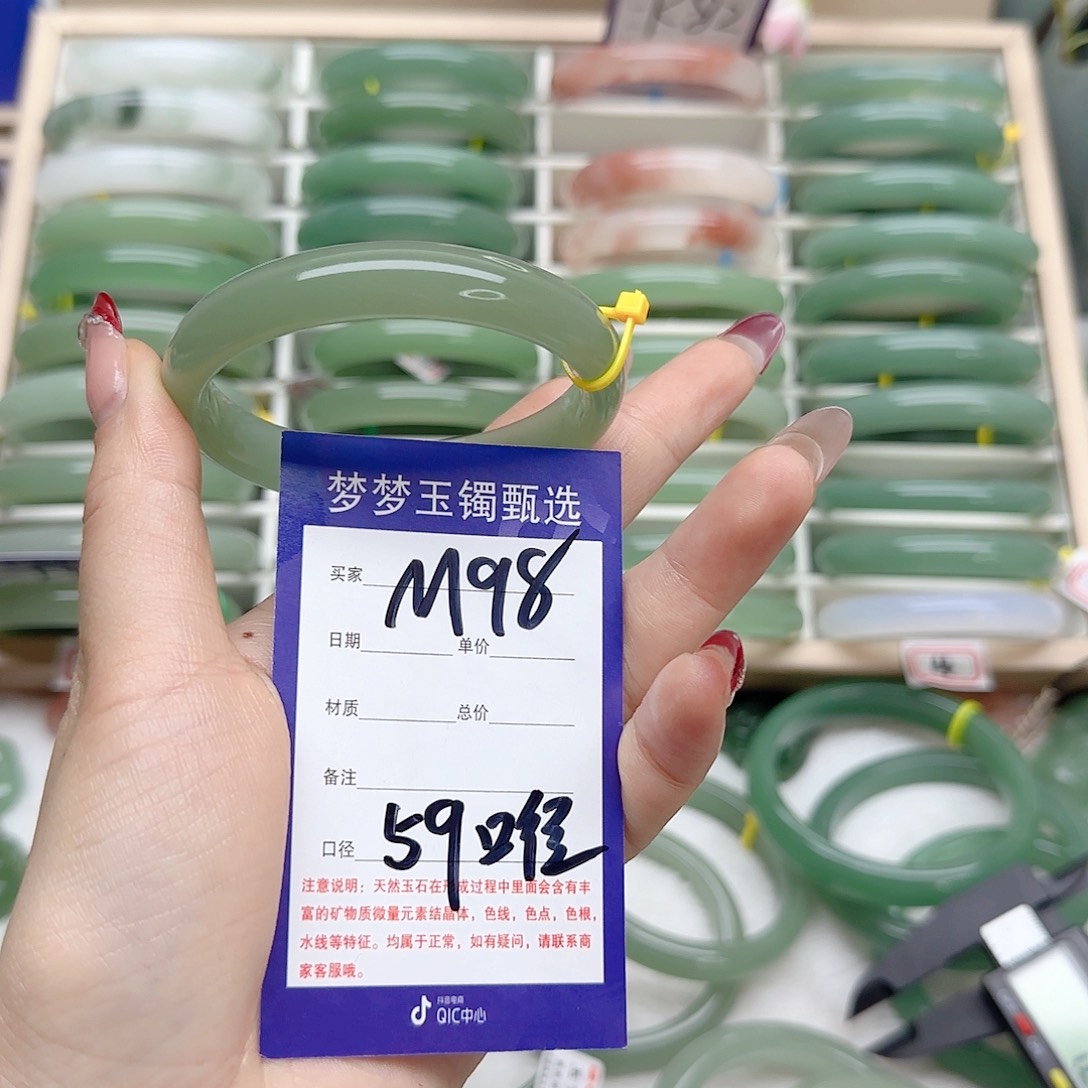 K82
梦梦玉镯甄选
买家 M98
日期 单价
材质 总价
备注
口径 59口径
注意说明：天然玉石在形成过程中里面会含有丰
富的矿物质微量元素结晶体，色线，色点，色根，
水线等特征。均属于正常，如有疑问，请联系商
家客服哦。
抖音电商
QIC中心